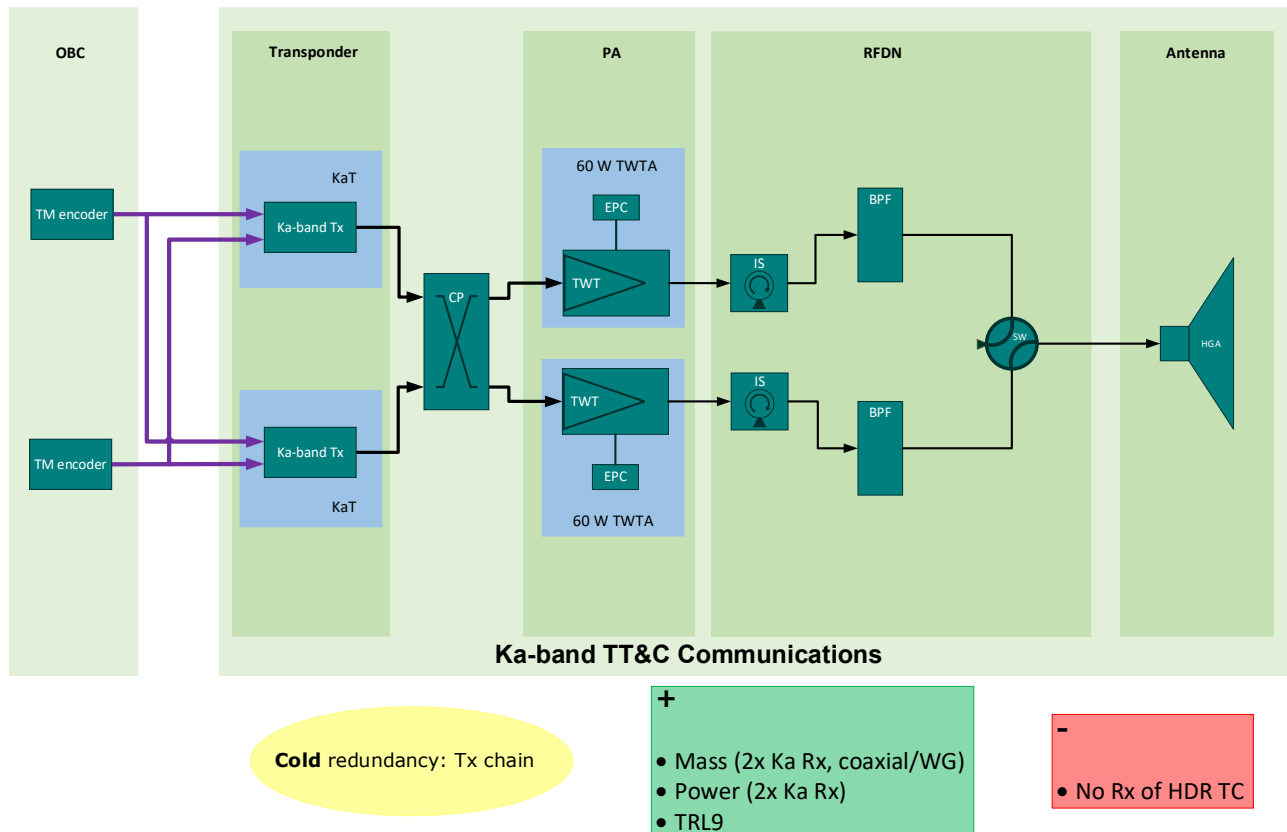 OBC
Transponder
PA
RFDN
Antenna
TM encoder
TM encoder
KaT
Ka-band Tx
Ka-band Tx
KaT
CP
60 W TWTA
EPC
TWT
TWT
EPC
60 W TWTA
IS
IS
BPF
BPF
SW
HGA
Ka-band TT&C Communications
Cold redundancy: Tx chain
+
• Mass (2x Ka Rx, coaxial/WG)
• Power (2x Ka Rx)
• TRL9
-
• No Rx of HDR TC